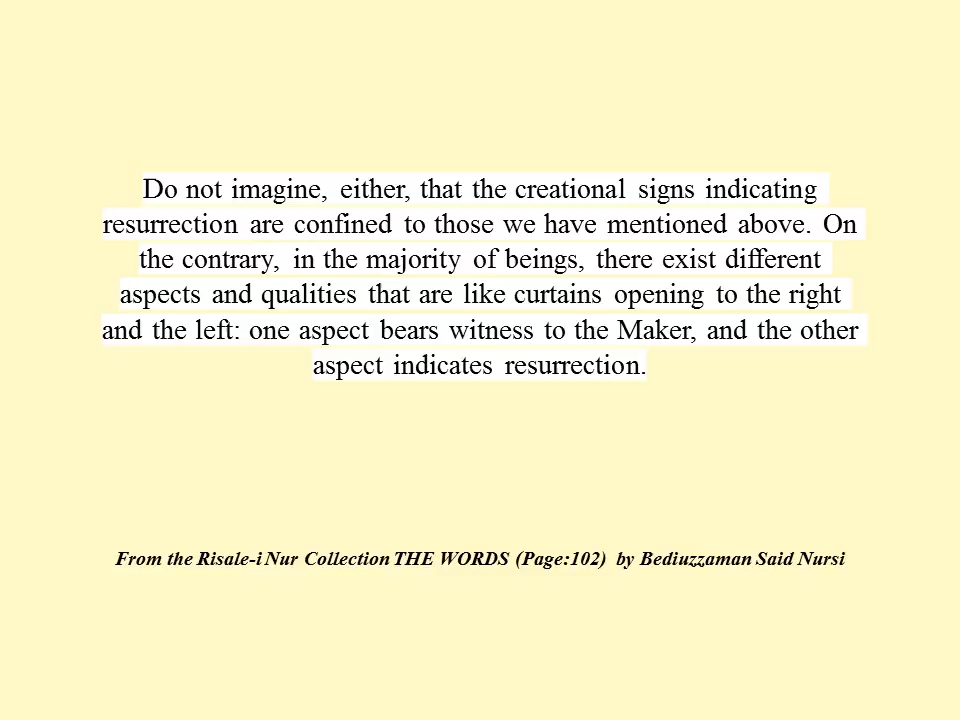 Do not imagine, either, that the creational signs indicating
resurrection are confined to those we have mentioned above. On
the contrary, in the majority of beings, there exist different
aspects and qualities that are like curtains opening to the right
and the left: one aspect bears witness to the Maker, and the other
aspect indicates resurrection.
From the Risale-i Nur Collection THE WORDS (Page:102) by Bediuzzaman Said Nursi